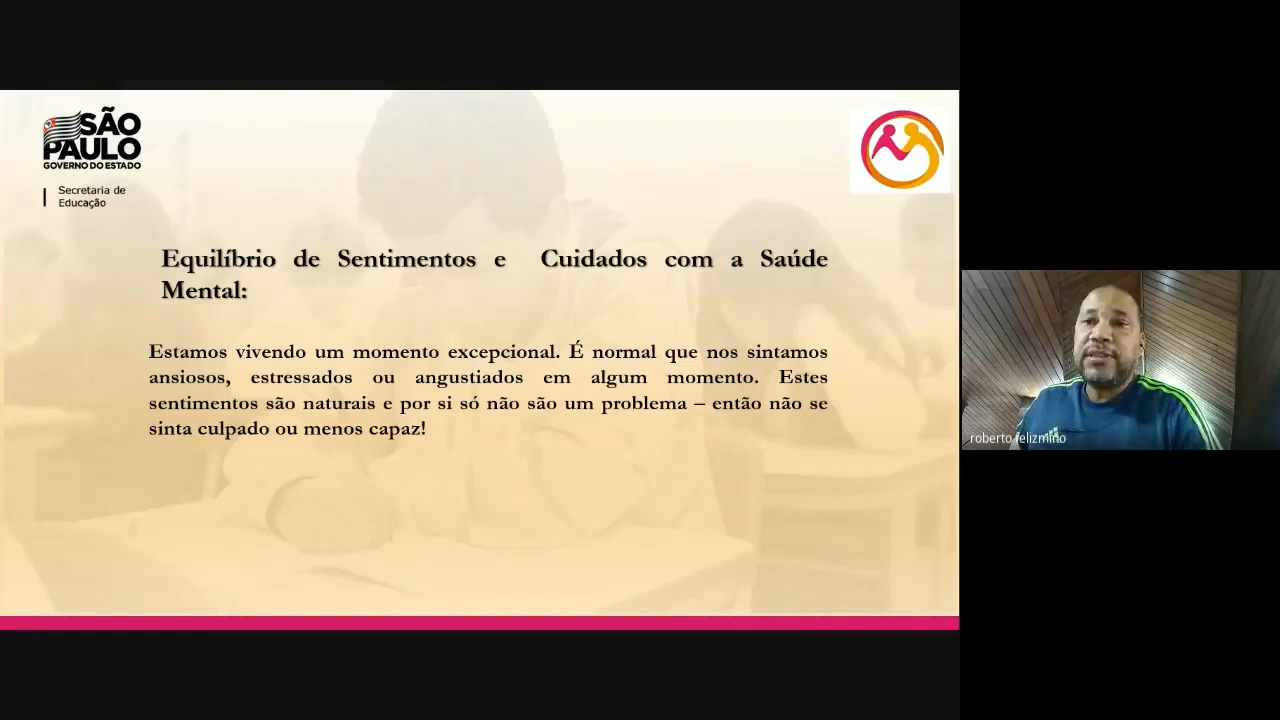 SÃO
PAULO
GOVERNO DO ESTADO
Secretaria de
Educação
Equilíbrio de Sentimentos e Cuidados com a Saúde
Mental:
Estamos vivendo um momento excepcional. É normal que nos sintamos
ansiosos, estressados ou angustiados em algum momento. Estes
sentimentos são naturais e por si só não são um problema – então não se
sinta culpado ou menos capaz!
roberto felizmino